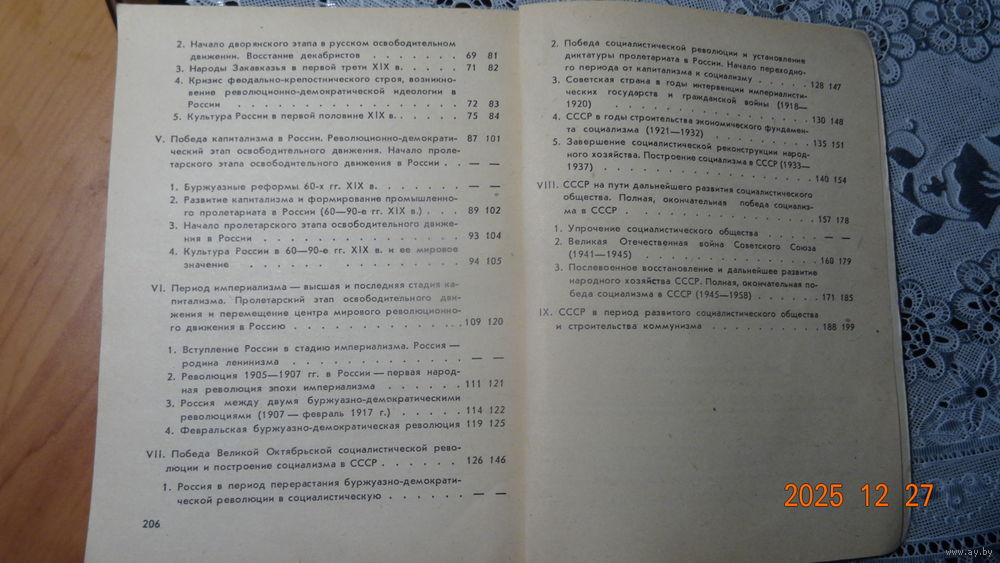 2. Начало дворянского этапа в русском освободительном
движении. Восстание декабристов . . . . . . . 69 81
3. Народы Закавказья в первой трети XIX в. . . . . . 71 82
4. Кризис феодально-крепостнического строя, возникно-
вение революционно-демократической идеологии в
России . . . . . . . . . . . . . . . . . 72 83
5. Культура России в первой половине XIX в. . . . . . 75 84
V. Победа капитализма в России. Революционно-демократи- 87 101
ческий этап освободительного движения. Начало проле-
тарского этапа освободительного движения в России . . — —
1. Буржуазные реформы 60-х гг. XIX в. . . . . . . — —
2. Развитие капитализма и формирование промышленно-
го пролетариата в России (60—90-е гг. XIX в.) . . . 89 102
3. Начало пролетарского этапа освободительного движе-
ния в России . . . . . . . . . . . . . . . 93 104
4. Культура России в 60—90-е гг. XIX в. и ее мировое
значение . . . . . . . . . . . . . . . 94 105
VI. Период империализма — высшая и последняя стадия ка-
питализма. Пролетарский этап освободительного дви-
жения и перемещение центра мирового революционно-
го движения в Россию . . . . . . . . . . . . . 109 120
1. Вступление России в стадию империализма. Россия —
родина ленинизма . . . . . . . . . . . . . — —
2. Революция 1905—1907 гг. в России — первая народ-
ная революция эпохи империализма . . . . . . . 111 121
3. Россия между двумя буржуазно-демократическими
революциями (1907 — февраль 1917 г.) . . . . . 114 122
4. Февральская буржуазно-демократическая революция 119 125
VII. Победа Великой Октябрьской социалистической рево-
люции и построение социализма в СССР . . . . . . 126 146
1. Россия в период перерастания буржуазно-демократи-
ческой революции в социалистическую . . . . . . — —
206
2. Победа социалистической революции и установление
диктатуры пролетариата в России. Начало переходно-
го периода от капитализма к социализму . . . . . 128 147
3. Советская страна в годы интервенции империалисти-
ческих государств и гражданской войны (1918—
1920) . . . . . . . . . . . . . . . . . 130 148
4. СССР в годы строительства экономического фундамен-
та социализма (1921—1932) . . . . . . . . . 135 151
5. Завершение социалистической реконструкции народ-
ного хозяйства. Построение социализма в СССР (1933—
1937) . . . . . . . . . . . . . . . . . 140 154
VIII. СССР на пути дальнейшего развития социалистического
общества. Полная, окончательная победа социализ-
ма в СССР . . . . . . . . . . . . . . . 157 178
1. Упрочение социалистического общества . . . . . — —
2. Великая Отечественная война Советского Союза
(1941—1945) . . . . . . . . . . . . . . . 160 179
3. Послевоенное восстановление и дальнейшее развитие
народного хозяйства СССР. Полная, окончательная по-
беда социализма в СССР (1945—1958) . . . . . . . 171 185
IX. СССР в период развитого социалистического общества
и строительства коммунизма . . . . . . . . . . 188 199
2025 12 27
www.ay.by